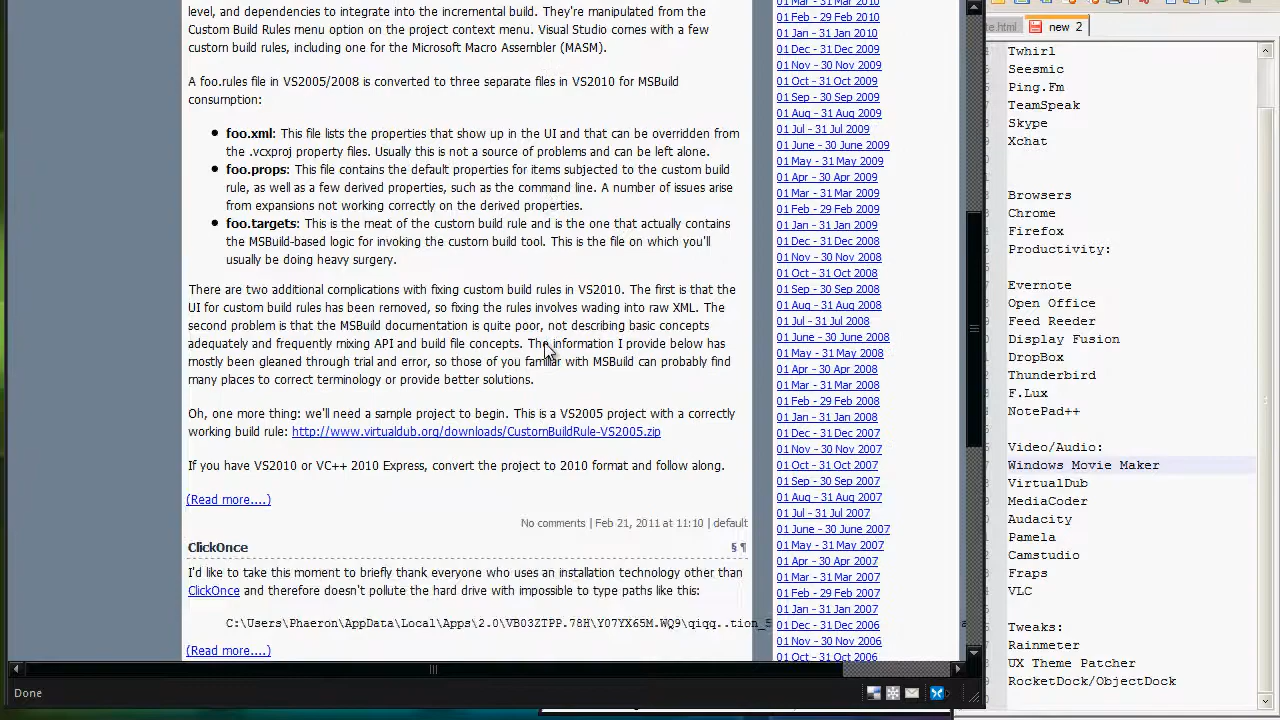 level, and dependencies to integrate into the incremental build. They're manipulated from the
Custom Build Rules option on the project context menu. Visual Studio comes with a few
custom build rules, including one for the Microsoft Macro Assembler (MASM).
A foo.rules file in VS2005/2008 is converted to three separate files in VS2010 for MSBuild
consumption:
foo.xml: This file lists the properties that show up in the UI and that can be overridden from
the .vcxproj property files. Usually this is not a source of problems and can be left alone.
foo.props: This file contains the default properties for items subjected to the custom build
rule, as well as a few derived properties, such as the command line. A number of issues arise
from expansions not working correctly on the derived properties.
foo.targets: This is the meat of the custom build rule and is the one that actually contains
the MSBuild-based logic for invoking the custom build tool. This is the file on which you'll
usually be doing heavy surgery.
There are two additional complications with fixing custom build rules in VS2010. The first is that the
UI for custom build rules has been removed, so fixing the rules involves wading into raw XML. The
second problem is that the MSBuild documentation is quite poor, not describing basic concepts
adequately and also intermixing API and build file concepts. The information I provide below has
mostly been gleaned through trial and error, so those of you familiar with MSBuild can probably find
many places to correct terminology or provide better solutions.
Oh, one more thing: we'll need a sample project to begin. This is a VS2005 project with a correctly
working build rule: http://www.virtualdub.org/downloads/CustomBuildRule-VS2005.zip
If you have VS2010 or VC++ 2010 Express, convert the project to 2010 format and follow along.
(Read more....)
No comments | Feb 21, 2011 at 11:10 | default
ClickOnce § ¶
I'd like to take the moment to briefly thank everyone who uses an installation technology other than
ClickOnce and therefore doesn't pollute the hard drive with impossible to type paths like this:
C:\Users\Phaeron\AppData\Local\Apps\2.0\VBO3ZTPP.78H\Y07YX65M.WQ9\qiqq..tion_5
(Read more....)
01 Mar - 31 Mar 2010
01 Feb - 29 Feb 2010
01 Jan - 31 Jan 2010
01 Dec - 31 Dec 2009
01 Nov - 30 Nov 2009
01 Oct - 31 Oct 2009
01 Sep - 30 Sep 2009
01 Aug - 31 Aug 2009
01 Jul - 31 Jul 2009
01 June - 30 June 2009
01 May - 31 May 2009
01 Apr - 30 Apr 2009
01 Mar - 31 Mar 2009
01 Feb - 29 Feb 2009
01 Jan - 31 Jan 2009
01 Dec - 31 Dec 2008
01 Nov - 30 Nov 2008
01 Oct - 31 Oct 2008
01 Sep - 30 Sep 2008
01 Aug - 31 Aug 2008
01 Jul - 31 Jul 2008
01 June - 30 June 2008
01 May - 31 May 2008
01 Apr - 30 Apr 2008
01 Mar - 31 Mar 2008
01 Feb - 29 Feb 2008
01 Jan - 31 Jan 2008
01 Dec - 31 Dec 2007
01 Nov - 30 Nov 2007
01 Oct - 31 Oct 2007
01 Sep - 30 Sep 2007
01 Aug - 31 Aug 2007
01 Jul - 31 Jul 2007
01 June - 30 June 2007
01 May - 31 May 2007
01 Apr - 30 Apr 2007
01 Mar - 31 Mar 2007
01 Feb - 29 Feb 2007
01 Jan - 31 Jan 2007
01 Dec - 31 Dec 2006
01 Nov - 30 Nov 2006
01 Oct - 31 Oct 2006
Done
te.html new 2
Twhirl
Seesmic
Ping.Fm
TeamSpeak
Skype
Xchat
Browsers
Chrome
Firefox
Productivity:
Evernote
Open Office
Feed Reeder
Display Fusion
DropBox
Thunderbird
F.Lux
NotePad++
Video/Audio:
Windows Movie Maker
VirtualDub
MediaCoder
Audacity
Pamela
Camstudio
Fraps
VLC
Tweaks:
Rainmeter
UX Theme Patcher
RocketDock/ObjectDock